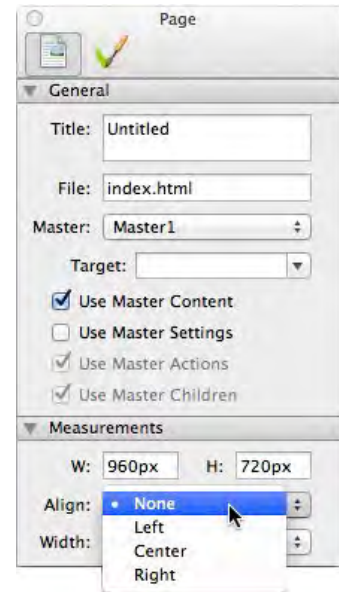 Page
General
Title: Untitled
File: index.html
Master: Master1
Target:
Use Master Content
Use Master Settings
Use Master Actions
Use Master Children
Measurements
W: 960px H: 720px
Align: • None
Left
Width:
Center
Right